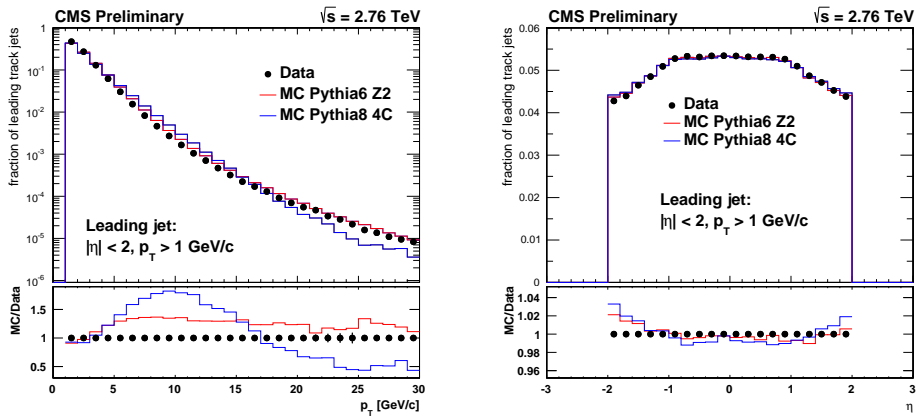 CMS Preliminary
√s = 2.76 TeV
fraction of leading track jets
1
10^-1
10^-2
10^-3
10^-4
10^-5
10^-6
Data
MC Pythia6 Z2
MC Pythia8 4C
Leading jet:
|η| < 2, p_T > 1 GeV/c
MC/Data
1.5
1
0.5
0 5 10 15 20 25 30
p_T [GeV/c]
CMS Preliminary
√s = 2.76 TeV
fraction of leading track jets
0.06
0.05
0.04
0.03
0.02
0.01
0
Data
MC Pythia6 Z2
MC Pythia8 4C
Leading jet:
|η| < 2, p_T > 1 GeV/c
MC/Data
1.04
1.02
1.00
0.98
0.96
-3 -2 -1 0 1 2 3
η